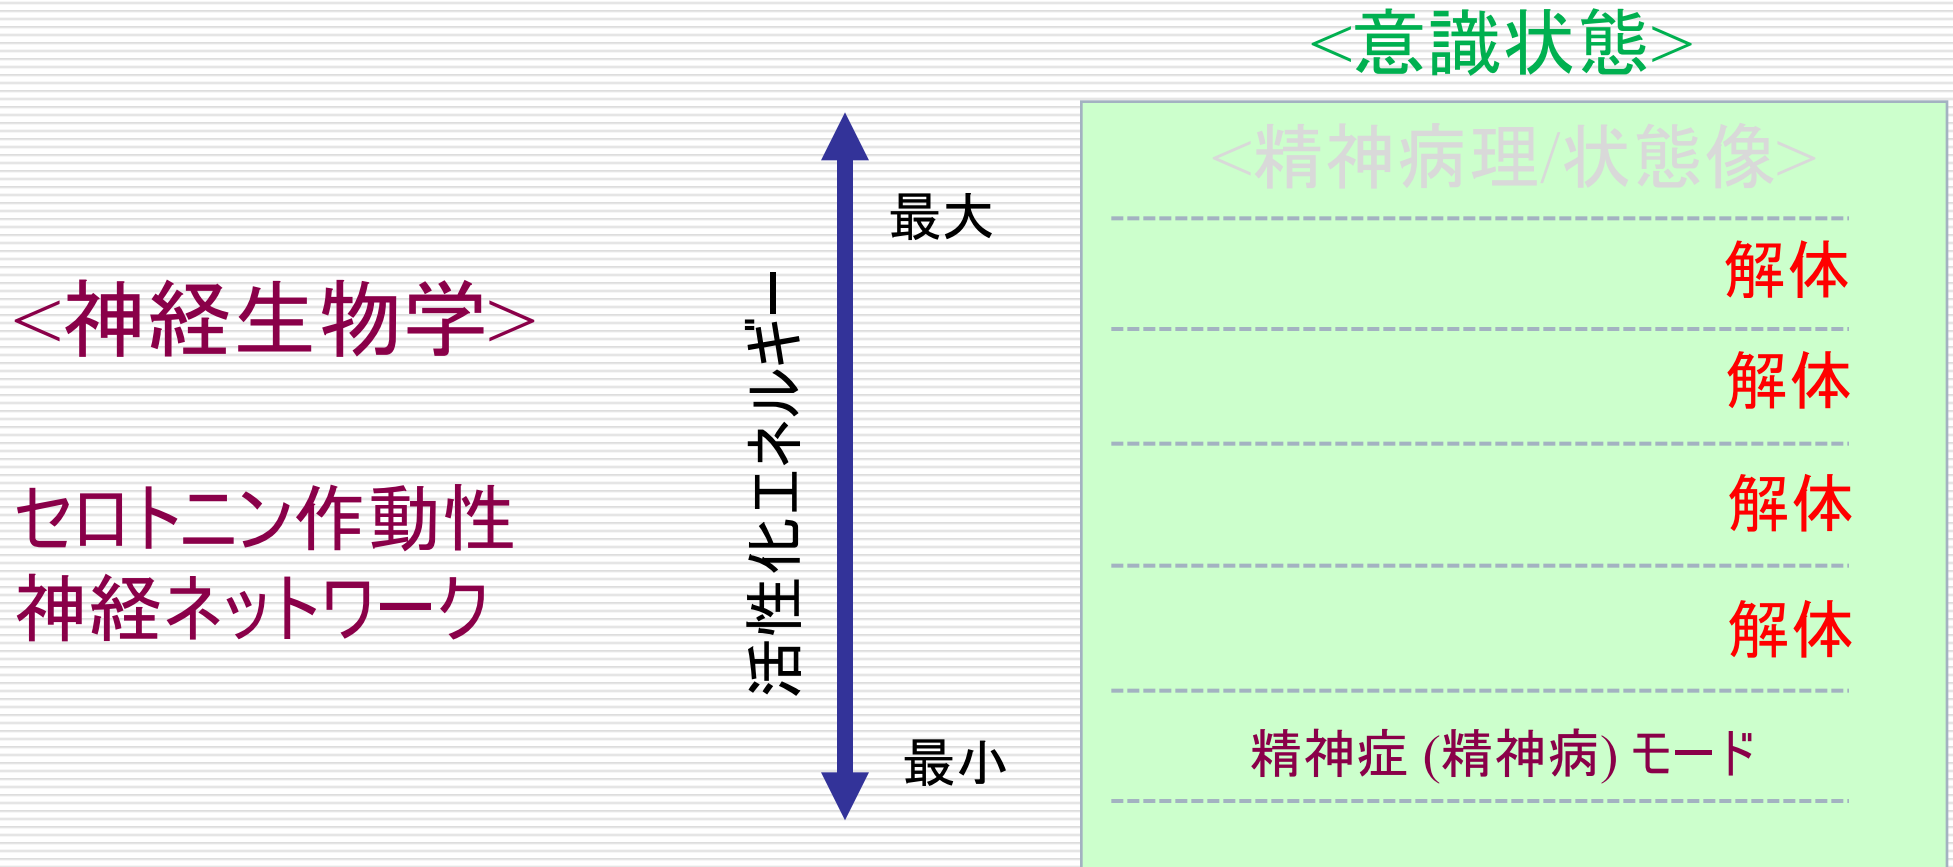 <意識状態>
<精神病理/状態像>
最大
解体
<神経生物学>
解体
活性化エネルギー
セロトニン作動性
神経ネットワーク
解体
解体
最小
精神症 (精神病) モード